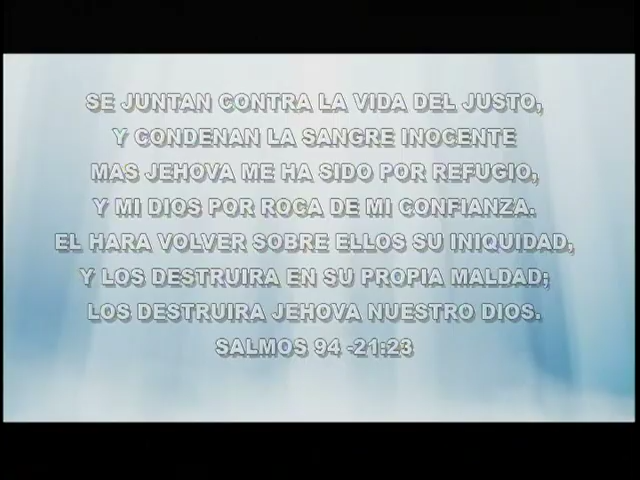 SE JUNTAN CONTRA LA VIDA DEL JUSTO,
Y CONDENAN LA SANGRE INOCENTE
MAS JEHOVA ME HA SIDO POR REFUGIO,
Y MI DIOS POR ROCA DE MI CONFIANZA.
EL HARA VOLVER SOBRE ELLOS SU INIQUIDAD,
Y LOS DESTRUIRA EN SU PROPIA MALDAD;
LOS DESTRUIRA JEHOVA NUESTRO DIOS.
SALMOS 94 -21:23